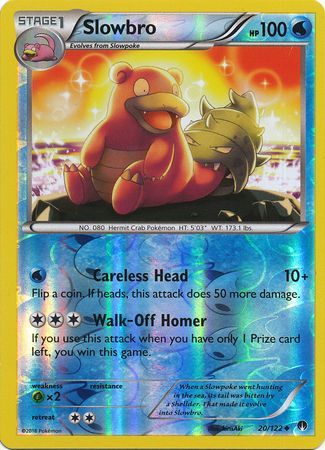 STAGE1
Slowbro
HP 100
Evolves from Slowpoke
NO. 080 Hermit Crab Pokémon HT: 5'03" WT: 173.1 lbs.
Careless Head 10+
Flip a coin. If heads, this attack does 50 more damage.
Walk-Off Homer
If you use this attack when you have only 1 Prize card
left, you win this game.
weakness
resistance
×2
retreat
When a Slowpoke went hunting
in the sea, its tail was bitten by
a Shellder. That made it evolve
into Slowbro.
©2016 Pokémon
kirisAki
20/122